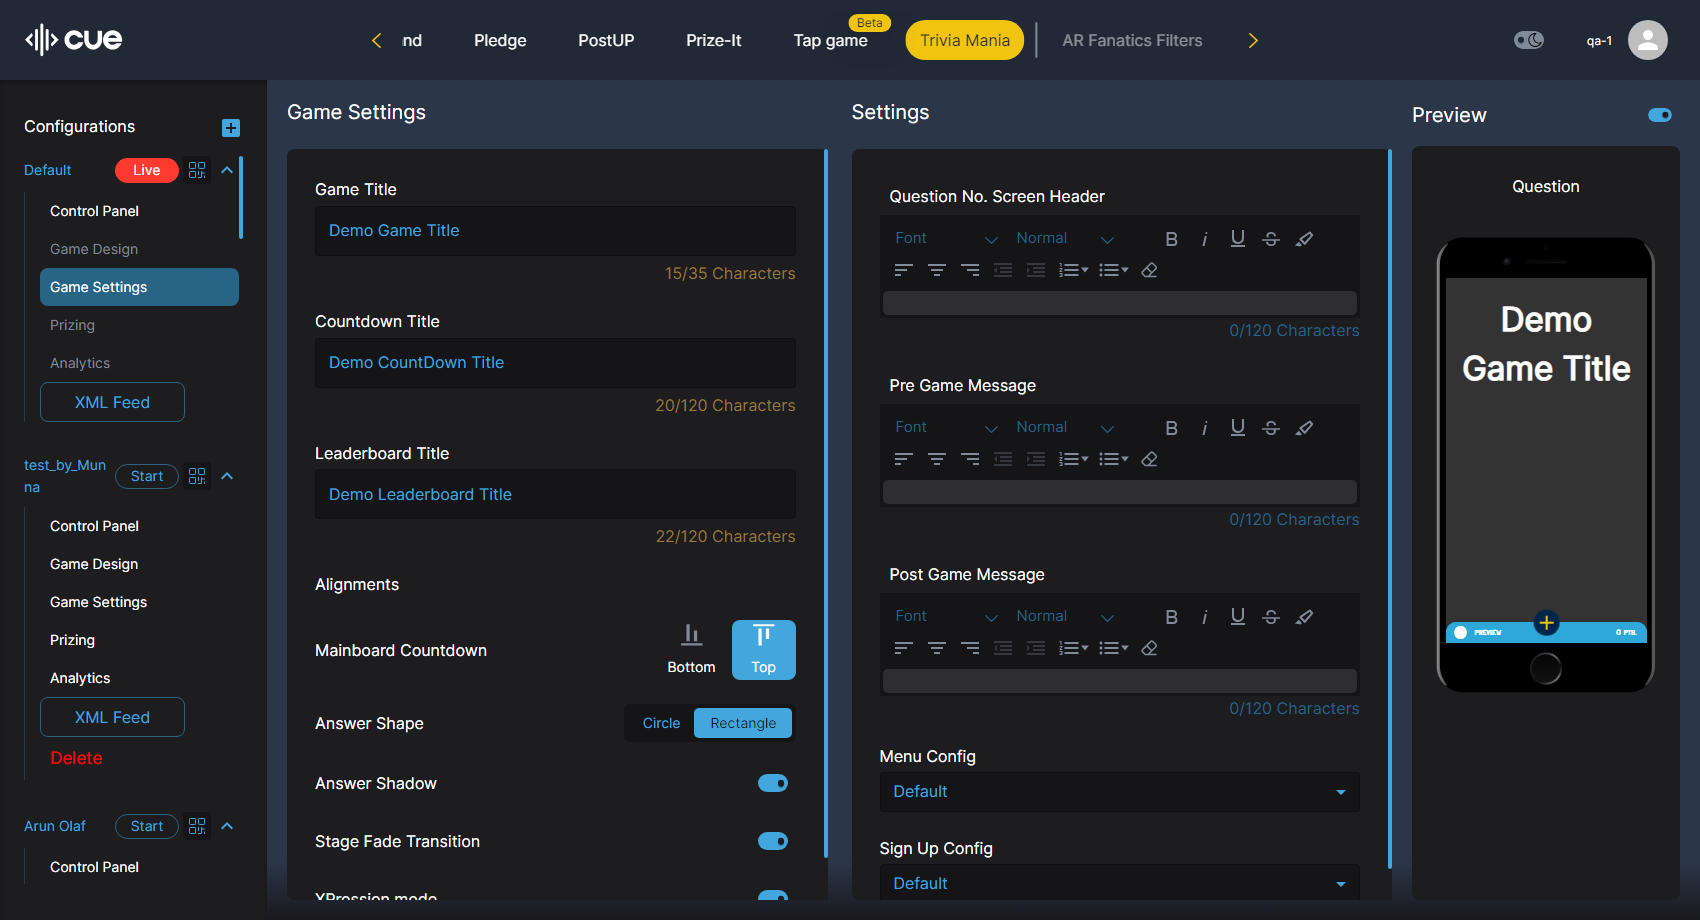 cue
nd
Pledge
PostUP
Prize-It
Tap game
Beta
Trivia Mania
AR Fanatics Filters
qa-1
Configurations
Default
Live
Control Panel
Game Design
Game Settings
Prizing
Analytics
XML Feed
test_by_Mun
na
Start
Control Panel
Game Design
Game Settings
Prizing
Analytics
XML Feed
Delete
Arun Olaf
Start
Control Panel
Game Settings
Game Title
Demo Game Title
15/35 Characters
Countdown Title
Demo CountDown Title
20/120 Characters
Leaderboard Title
Demo Leaderboard Title
22/120 Characters
Alignments
Mainboard Countdown
Bottom
Top
Answer Shape
Circle
Rectangle
Answer Shadow
Stage Fade Transition
XPression mode
Settings
Question No. Screen Header
Font
Normal
0/120 Characters
Pre Game Message
Font
Normal
0/120 Characters
Post Game Message
Font
Normal
0/120 Characters
Menu Config
Default
Sign Up Config
Default
Preview
Question
Demo
Game Title
PREVIEW
0 PTS.